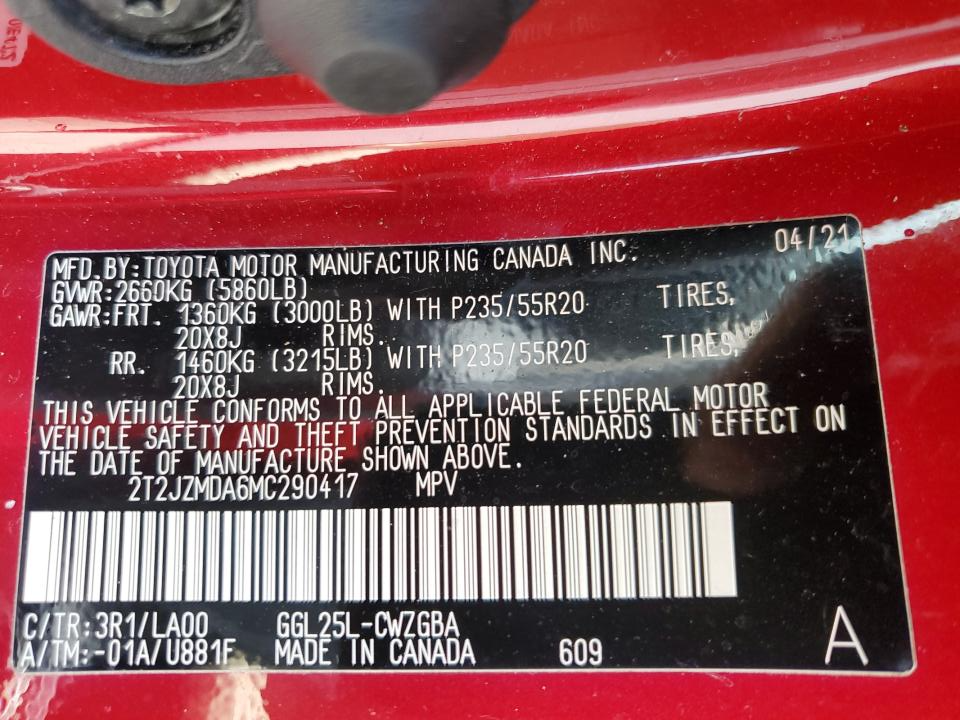 MFD.BY:TOYOTA MOTOR MANUFACTURING CANADA INC. 04/21
GVWR:2660KG (5860LB)
GAWR:FRT. 1360KG (3000LB) WITH P235/55R20 TIRES,
20X8J RIMS.
RR. 1460KG (3215LB) WITH P235/55R20 TIRES,
20X8J RIMS.
THIS VEHICLE CONFORMS TO ALL APPLICABLE FEDERAL MOTOR
VEHICLE SAFETY AND THEFT PREVENTION STANDARDS IN EFFECT ON
THE DATE OF MANUFACTURE SHOWN ABOVE.
2T2JZMDA6MC290417 MPV
C/TR:3R1/LA00 GGL25L-CWZGBA
A/TM:-01A/U881F MADE IN CANADA 609 A